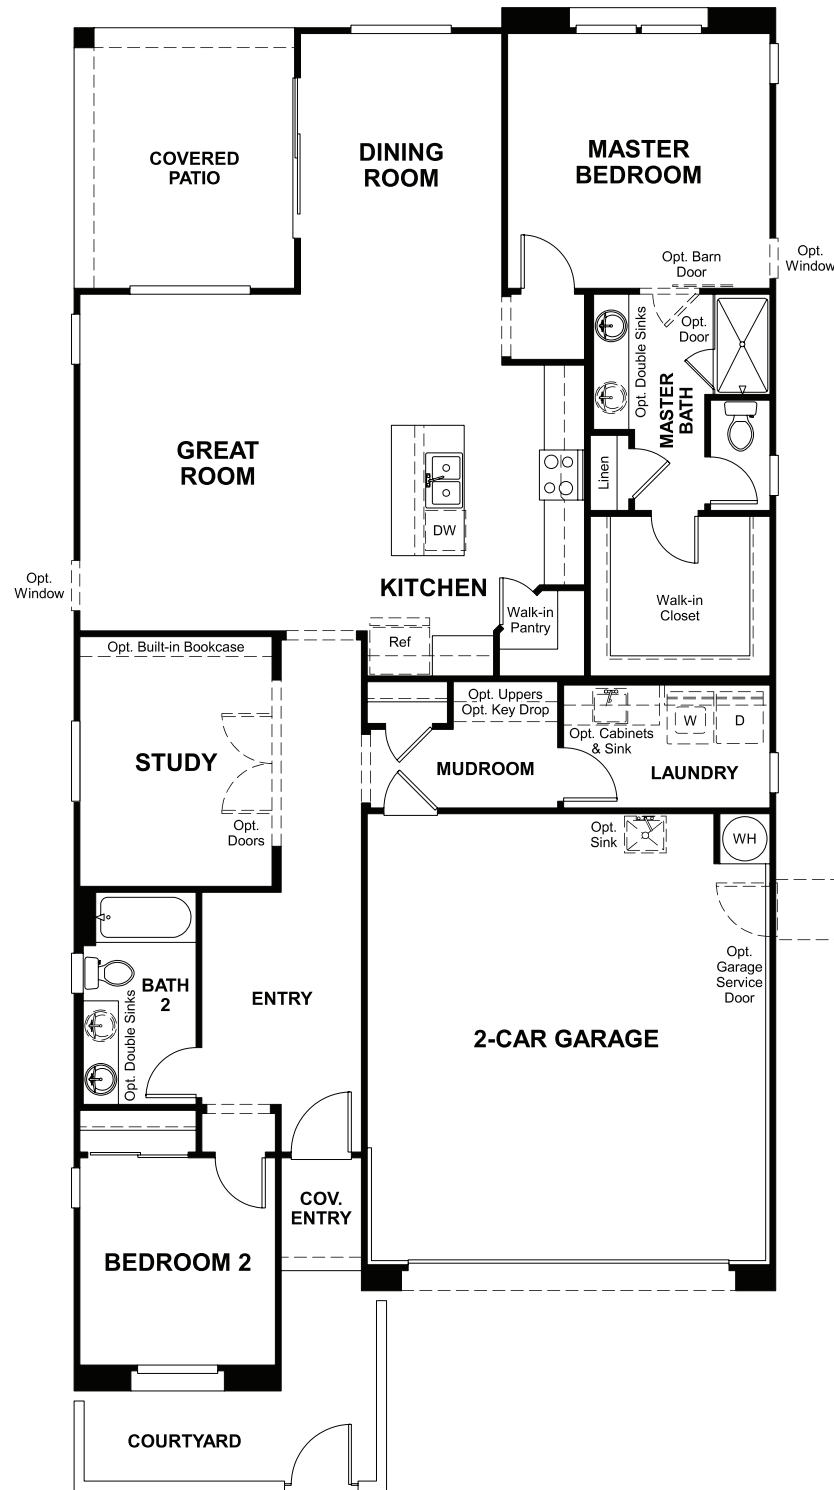 COVERED
PATIO
DINING
ROOM
MASTER
BEDROOM
Opt. Barn
Door
Opt.
Window
Opt. Double Sinks
Opt.
Door
MASTER
BATH
GREAT
ROOM
Linen
DW
KITCHEN
Opt.
Window
Walk-in
Pantry
Walk-in
Closet
Ref
Opt. Built-in Bookcase
Opt. Uppers
Opt. Key Drop
W
D
Opt. Cabinets
& Sink
STUDY
MUDROOM
LAUNDRY
Opt.
Doors
Opt.
Sink
WH
Opt.
Garage
Service
Door
BATH
2
Opt. Double Sinks
ENTRY
2-CAR GARAGE
COV.
ENTRY
BEDROOM 2
COURTYARD